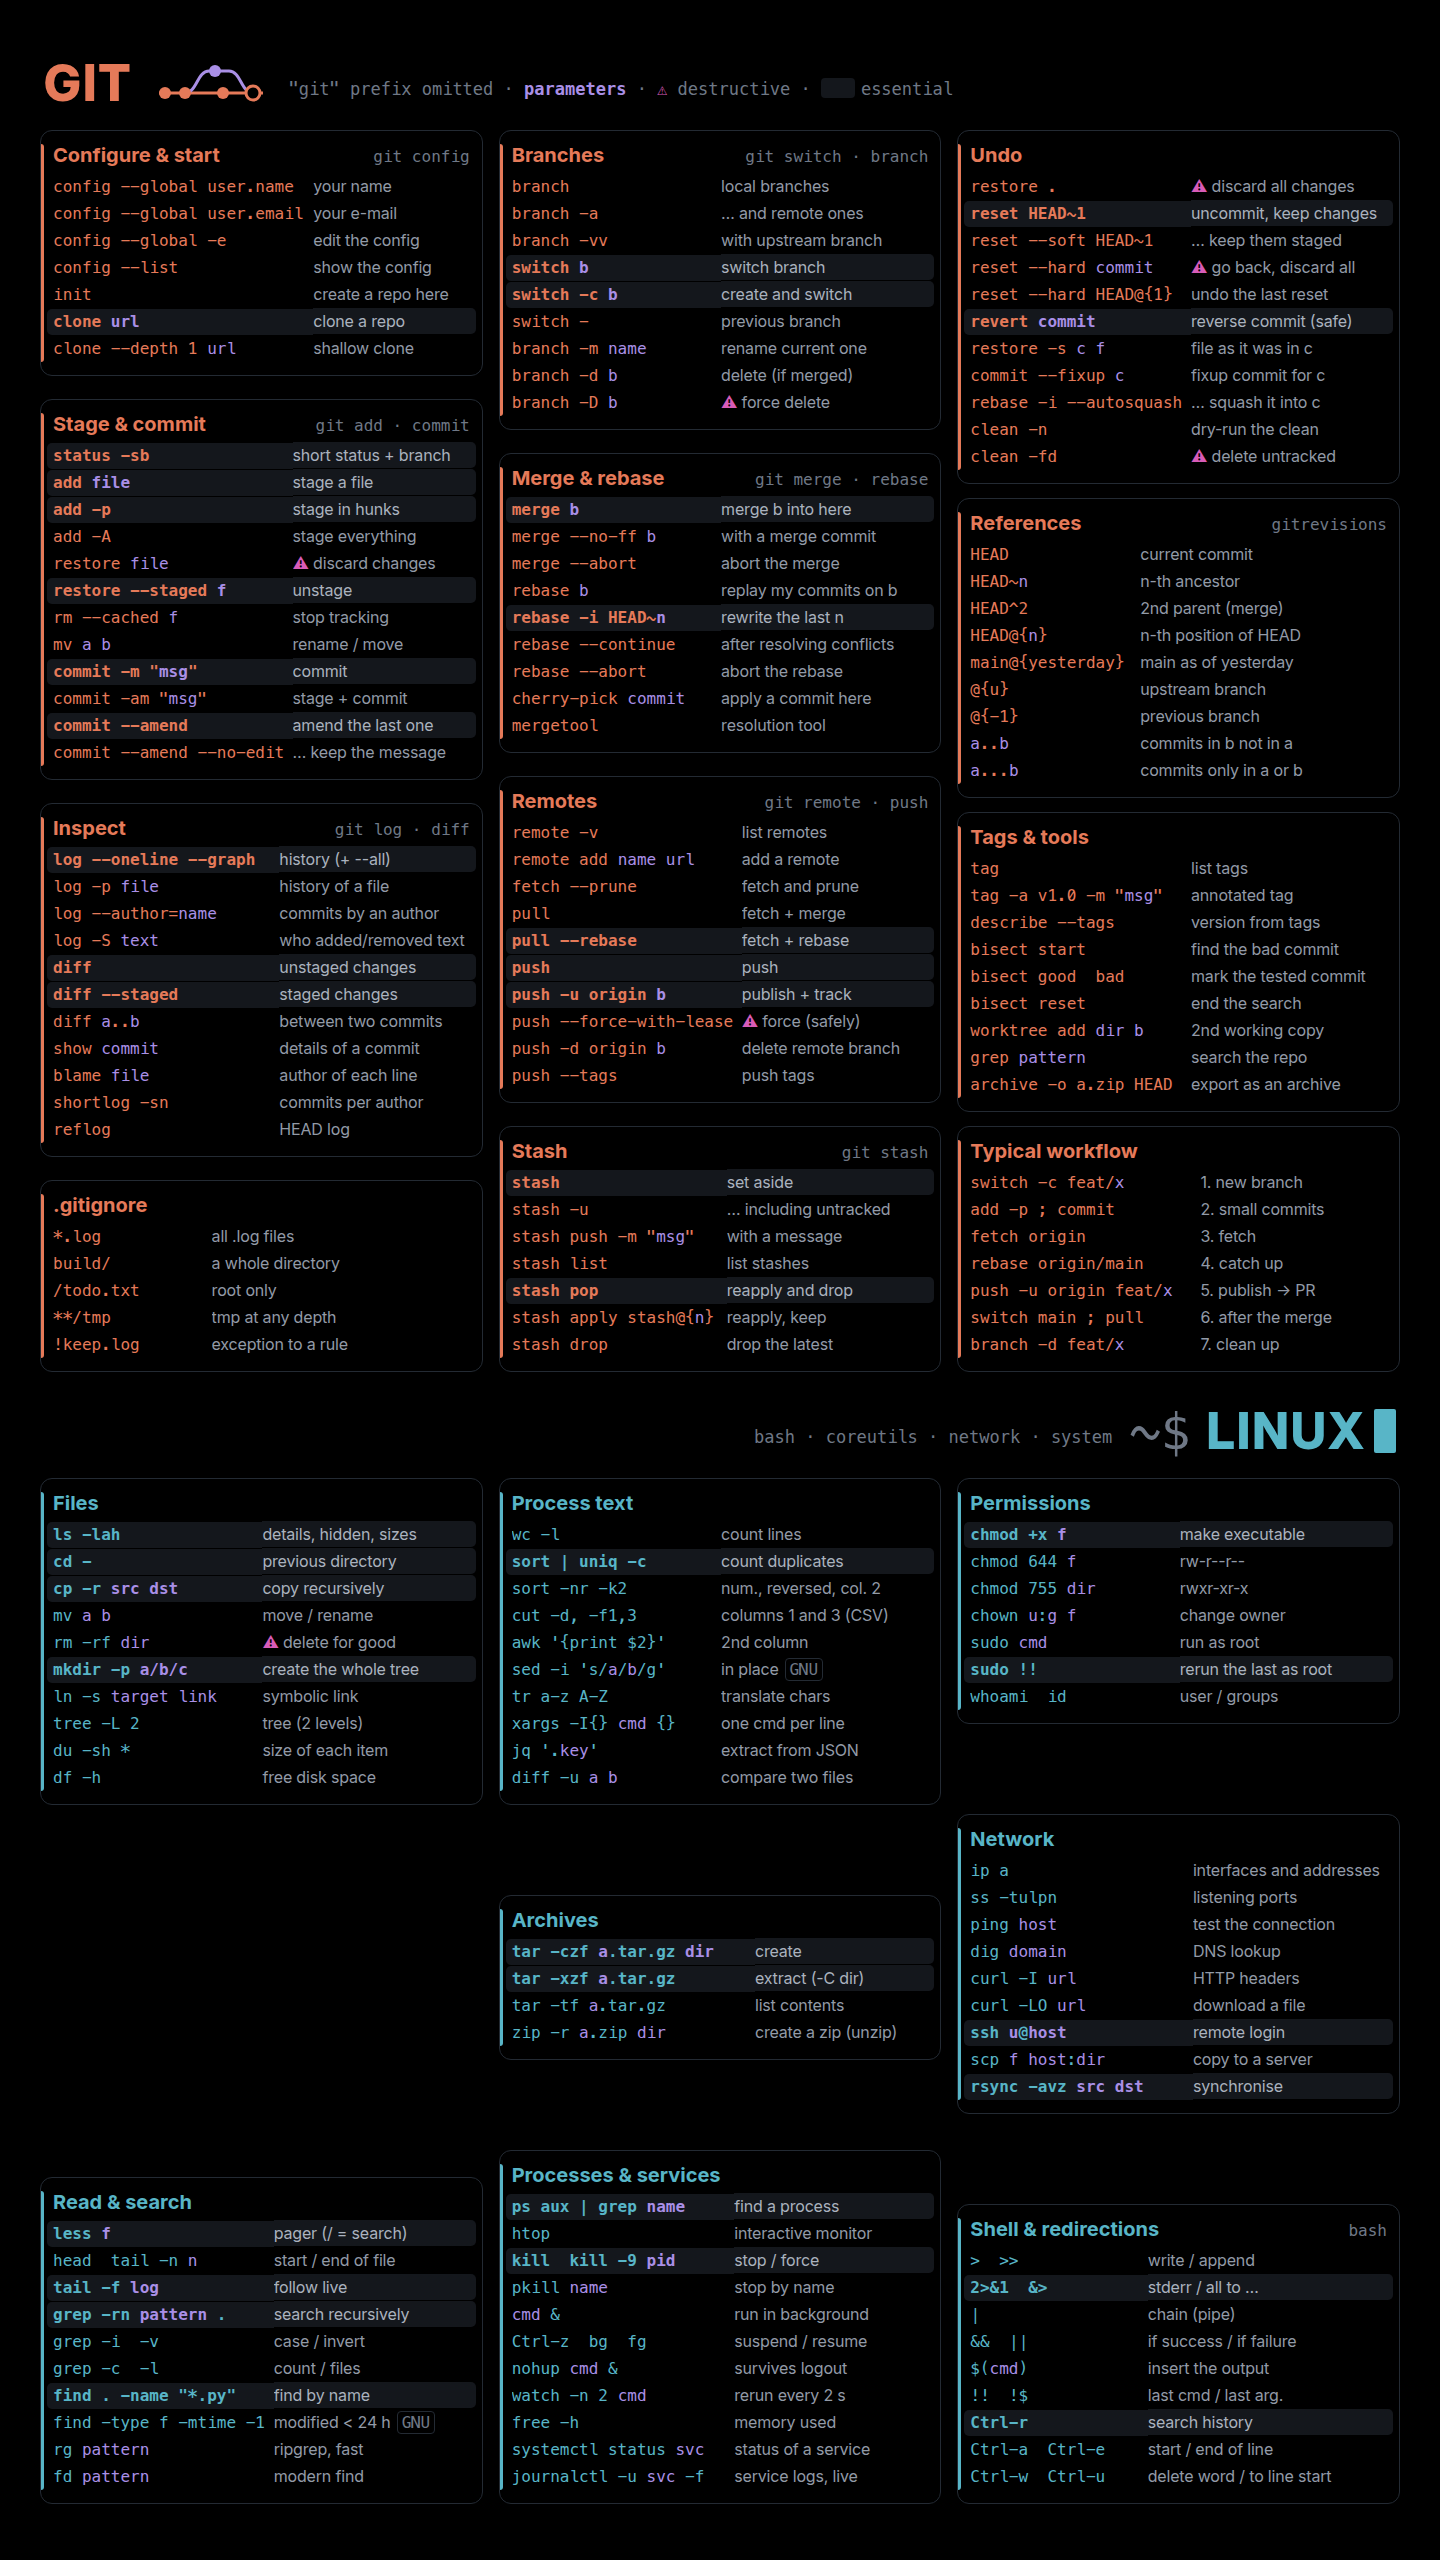 GIT "git" prefix omitted · parameters · ⚠ destructive · essential
Configure & start git config
config --global user.name your name
config --global user.email your e-mail
config --global -e edit the config
config --list show the config
init create a repo here
clone url clone a repo
clone --depth 1 url shallow clone
Stage & commit git add · commit
status -sb short status + branch
add file stage a file
add -p stage in hunks
add -A stage everything
restore file ⚠ discard changes
restore --staged f unstage
rm --cached f stop tracking
mv a b rename / move
commit -m "msg" commit
commit -am "msg" stage + commit
commit --amend amend the last one
commit --amend --no-edit ... keep the message
Inspect git log · diff
log --oneline --graph history (+ --all)
log -p file history of a file
log --author=name commits by an author
log -S text who added/removed text
diff unstaged changes
diff --staged staged changes
diff a..b between two commits
show commit details of a commit
blame file author of each line
shortlog -sn commits per author
reflog HEAD log
.gitignore
*.log all .log files
build/ a whole directory
/todo.txt root only
**/tmp tmp at any depth
!keep.log exception to a rule
Branches git switch · branch
branch local branches
branch -a ... and remote ones
branch -vv with upstream branch
switch b switch branch
switch -c b create and switch
switch - previous branch
branch -m name rename current one
branch -d b delete (if merged)
branch -D b ⚠ force delete
Merge & rebase git merge · rebase
merge b merge b into here
merge --no-ff b with a merge commit
merge --abort abort the merge
rebase b replay my commits on b
rebase -i HEAD~n rewrite the last n
rebase --continue after resolving conflicts
rebase --abort abort the rebase
cherry-pick commit apply a commit here
mergetool resolution tool
Remotes git remote · push
remote -v list remotes
remote add name url add a remote
fetch --prune fetch and prune
pull fetch + merge
pull --rebase fetch + rebase
push push
push -u origin b publish + track
push --force-with-lease ⚠ force (safely)
push -d origin b delete remote branch
push --tags push tags
Stash git stash
stash set aside
stash -u ... including untracked
stash push -m "msg" with a message
stash list list stashes
stash pop reapply and drop
stash apply stash@{n} reapply, keep
stash drop drop the latest
Undo
restore . ⚠ discard all changes
reset HEAD~1 uncommit, keep changes
reset --soft HEAD~1 ... keep them staged
reset --hard commit ⚠ go back, discard all
reset --hard HEAD@{1} undo the last reset
revert commit reverse commit (safe)
restore -s c f file as it was in c
commit --fixup c fixup commit for c
rebase -i --autosquash ... squash it into c
clean -n dry-run the clean
clean -fd ⚠ delete untracked
References gitrevisions
HEAD current commit
HEAD~n n-th ancestor
HEAD^2 2nd parent (merge)
HEAD@{n} n-th position of HEAD
main@{yesterday} main as of yesterday
@{u} upstream branch
@{-1} previous branch
a..b commits in b not in a
a...b commits only in a or b
Tags & tools
tag list tags
tag -a v1.0 -m "msg" annotated tag
describe --tags version from tags
bisect start find the bad commit
bisect good bad mark the tested commit
bisect reset end the search
worktree add dir b 2nd working copy
grep pattern search the repo
archive -o a.zip HEAD export as an archive
Typical workflow
switch -c feat/x 1. new branch
add -p ; commit 2. small commits
fetch origin 3. fetch
rebase origin/main 4. catch up
push -u origin feat/x 5. publish → PR
switch main ; pull 6. after the merge
branch -d feat/x 7. clean up
bash · coreutils · network · system ~$ LINUX
Files
ls -lah details, hidden, sizes
cd - previous directory
cp -r src dst copy recursively
mv a b move / rename
rm -rf dir ⚠ delete for good
mkdir -p a/b/c create the whole tree
ln -s target link symbolic link
tree -L 2 tree (2 levels)
du -sh * size of each item
df -h free disk space
Read & search
less f pager (/ = search)
head tail -n n start / end of file
tail -f log follow live
grep -rn pattern . search recursively
grep -i -v case / invert
grep -c -l count / files
find . -name "*.py" find by name
find -type f -mtime -1 modified < 24 h GNU
rg pattern ripgrep, fast
fd pattern modern find
Process text
wc -l count lines
sort | uniq -c count duplicates
sort -nr -k2 num., reversed, col. 2
cut -d, -f1,3 columns 1 and 3 (CSV)
awk '{print $2}' 2nd column
sed -i 's/a/b/g' in place GNU
tr a-z A-Z translate chars
xargs -I{} cmd {} one cmd per line
jq '.key' extract from JSON
diff -u a b compare two files
Archives
tar -czf a.tar.gz dir create
tar -xzf a.tar.gz extract (-C dir)
tar -tf a.tar.gz list contents
zip -r a.zip dir create a zip (unzip)
Processes & services
ps aux | grep name find a process
htop interactive monitor
kill kill -9 pid stop / force
pkill name stop by name
cmd & run in background
Ctrl-z bg fg suspend / resume
nohup cmd & survives logout
watch -n 2 cmd rerun every 2 s
free -h memory used
systemctl status svc status of a service
journalctl -u svc -f service logs, live
Permissions
chmod +x f make executable
chmod 644 f rw-r--r--
chmod 755 dir rwxr-xr-x
chown u:g f change owner
sudo cmd run as root
sudo !! rerun the last as root
whoami id user / groups
Network
ip a interfaces and addresses
ss -tulpn listening ports
ping host test the connection
dig domain DNS lookup
curl -I url HTTP headers
curl -LO url download a file
ssh u@host remote login
scp f host:dir copy to a server
rsync -avz src dst synchronise
Shell & redirections bash
> >> write / append
2>&1 &> stderr / all to ...
| chain (pipe)
&& || if success / if failure
$(cmd) insert the output
!! !$ last cmd / last arg.
Ctrl-r search history
Ctrl-a Ctrl-e start / end of line
Ctrl-w Ctrl-u delete word / to line start